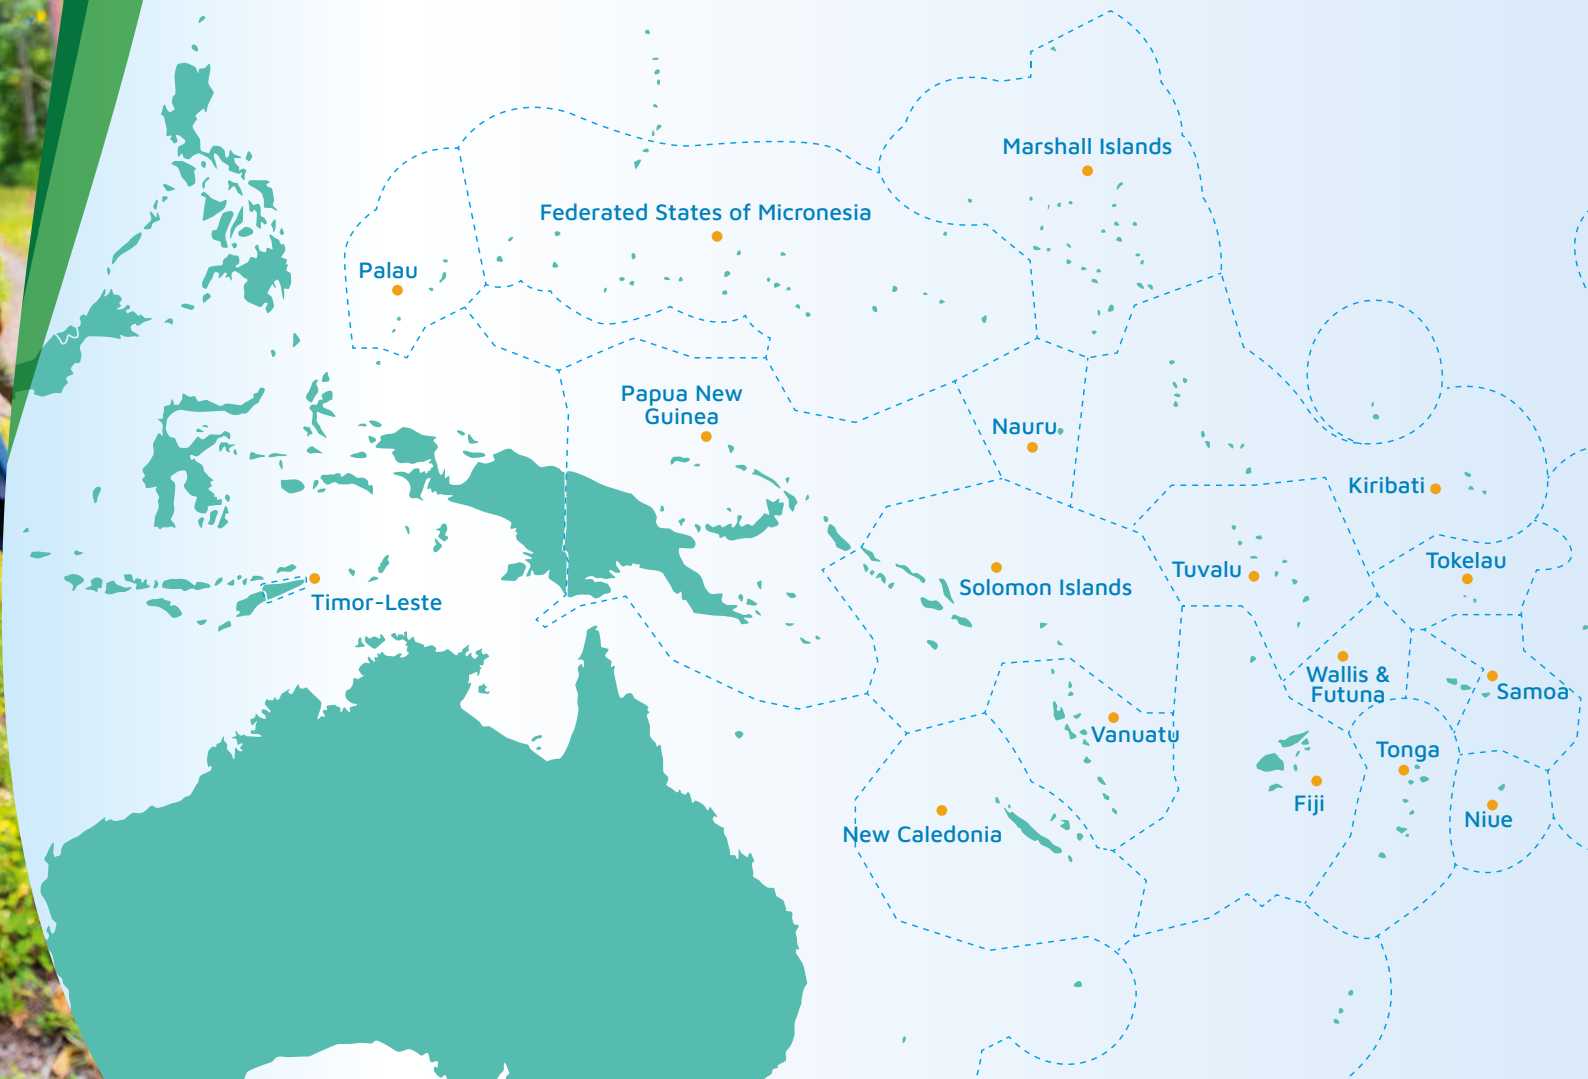 Marshall Islands
Federated States of Micronesia
Palau
Papua New
Guinea
Nauru
Kiribati
Tokelau
Tuvalu
Solomon Islands
Timor-Leste
Wallis &
Futuna
Samoa
Vanuatu
Tonga
Fiji
Niue
New Caledonia